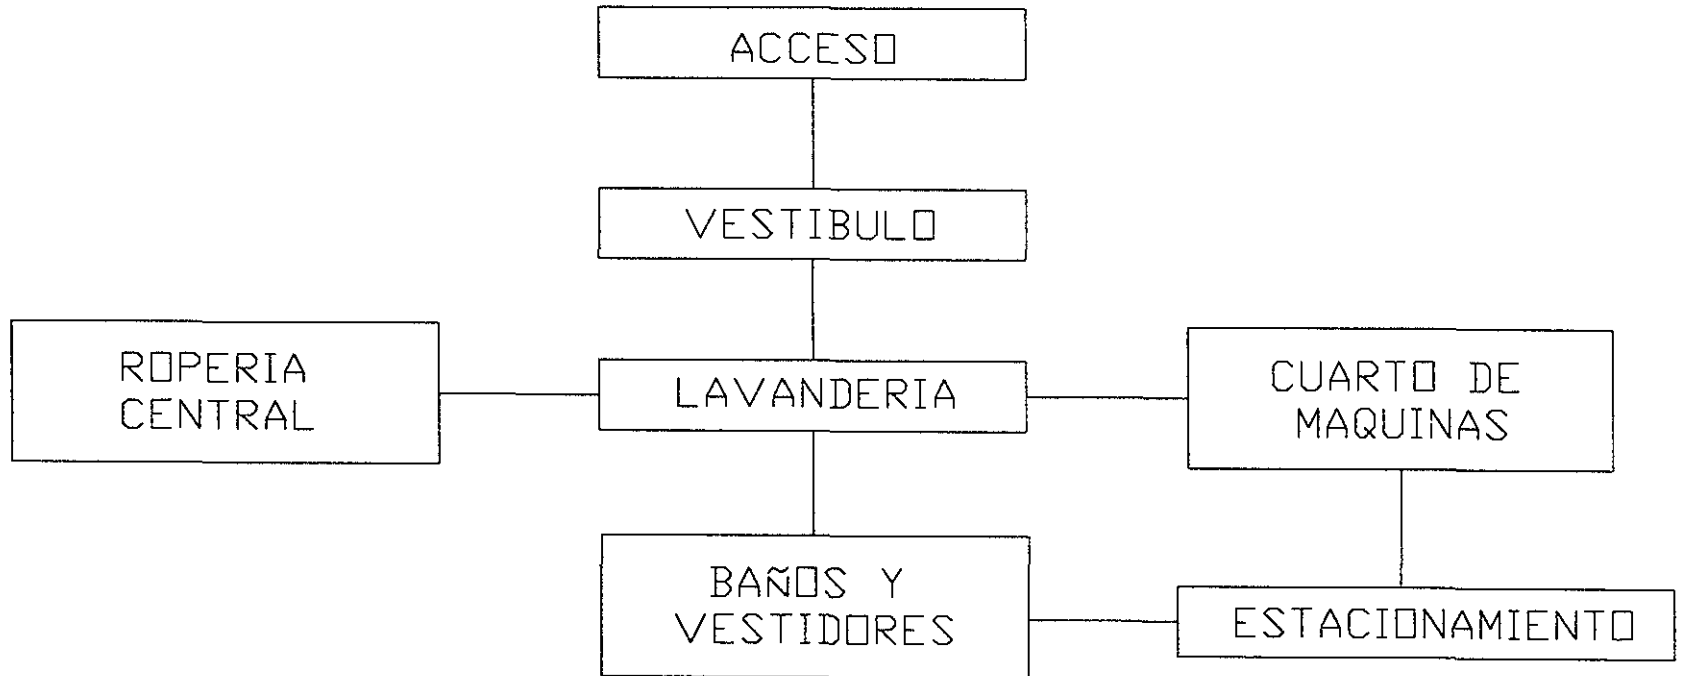 ACCESO
VESTIBULO
ROPERIA
CENTRAL
LAVANDERIA
CUARTO DE
MAQUINAS
BAÑOS Y
VESTIDORES
ESTACIONAMIENTO